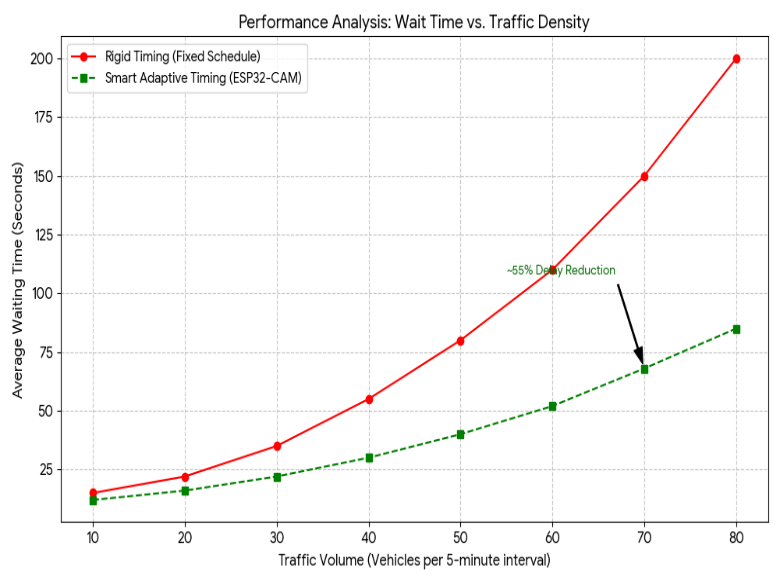 Performance Analysis: Wait Time vs. Traffic Density
Rigid Timing (Fixed Schedule)
Smart Adaptive Timing (ESP32-CAM)
Average Waiting Time (Seconds)
200
175
150
125
100
75
50
25
~55% Delay Reduction
10 20 30 40 50 60 70 80
Traffic Volume (Vehicles per 5-minute interval)